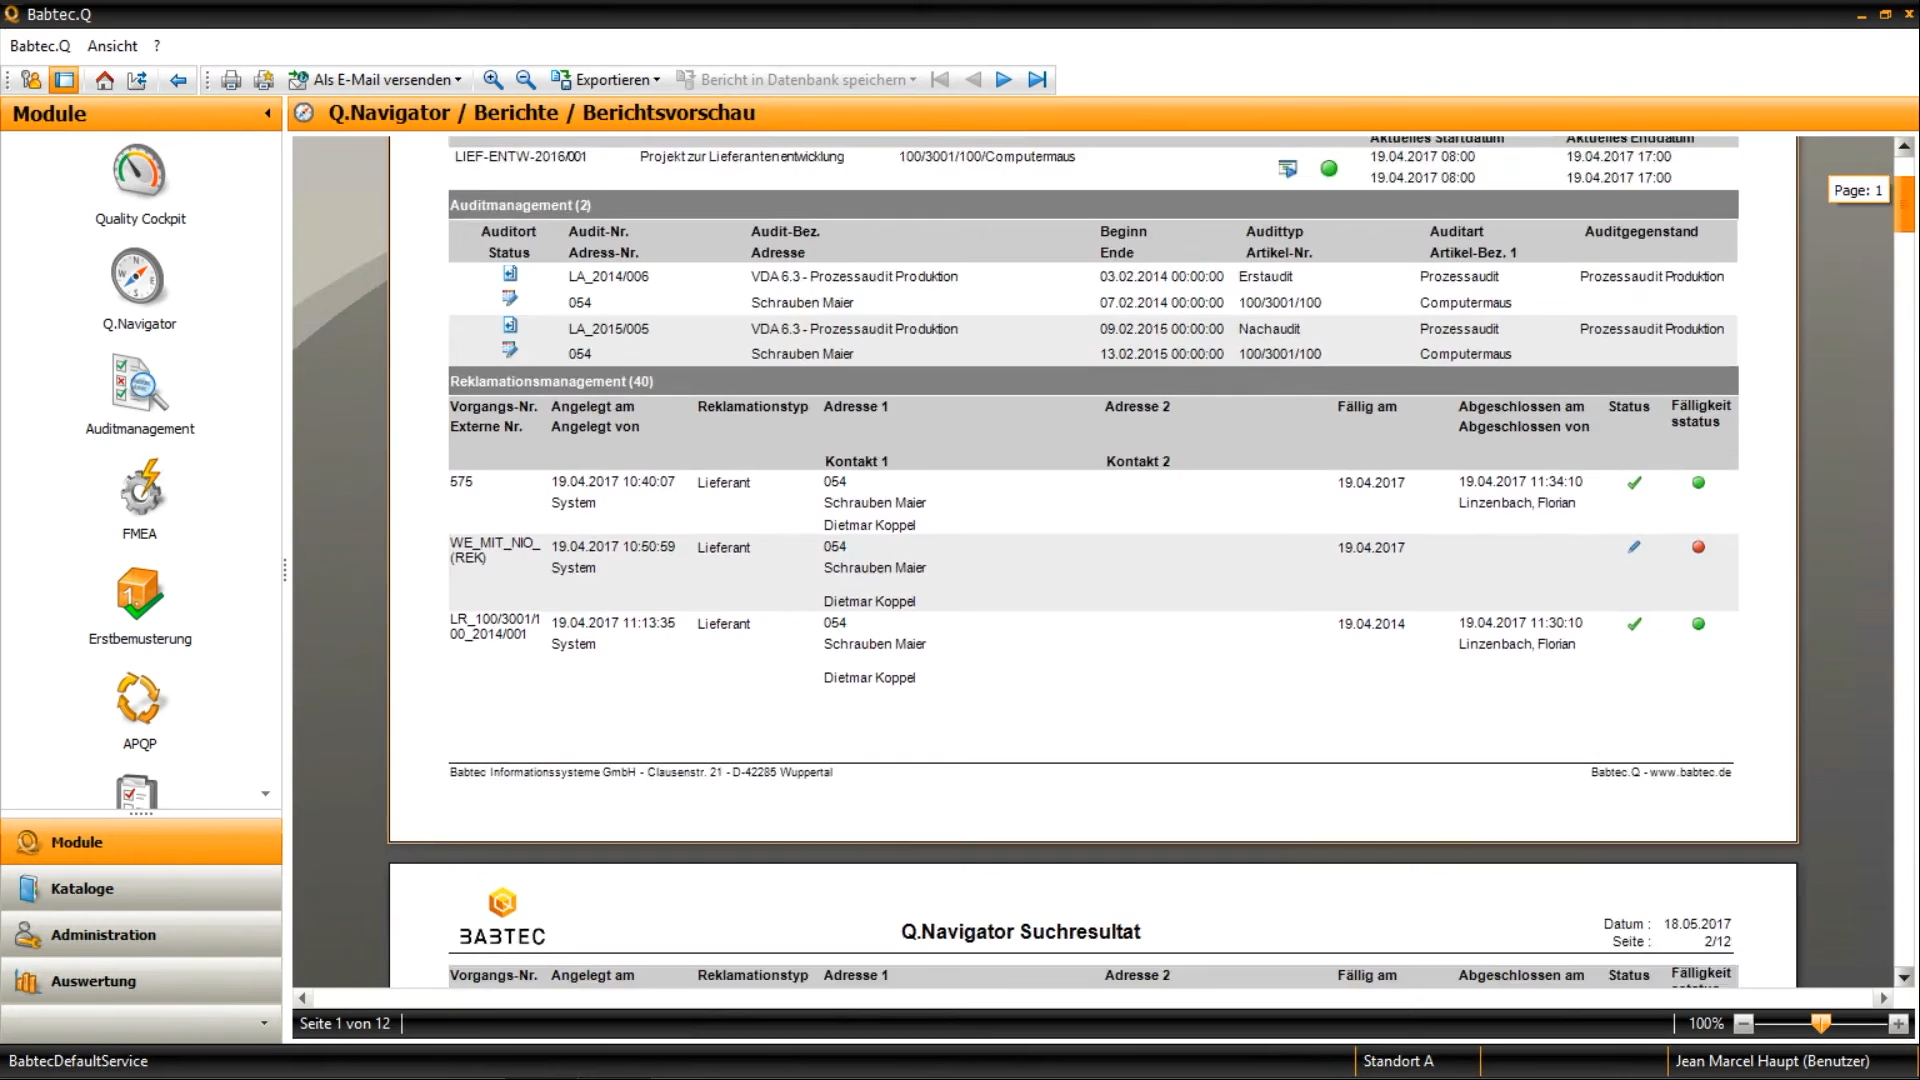 Babtec.Q
Babtec.Q Ansicht ?
Als E-Mail versenden Exportieren Bericht in Datenbank speichern
Module
Q.Navigator / Berichte / Berichtsvorschau
Quality Cockpit
Q.Navigator
Auditmanagement
FMEA
1.
Erstbemusterung
APQP
Module
Kataloge
Administration
Auswertung
Aktuelles Startdatum Aktuelles Enddatum
LIEF-ENTW-2016/001 Projekt zur Lieferantenentwicklung 100/3001/100/Computermaus 19.04.2017 08:00 19.04.2017 17:00
19.04.2017 08:00 19.04.2017 17:00
Page: 1
Auditmanagement (2)
Auditort Audit-Nr. Audit-Bez. Beginn Audittyp Auditart Auditgegenstand
Status Adress-Nr. Adresse Ende Artikel-Nr. Artikel-Bez. 1
LA_2014/006 VDA 6.3 - Prozessaudit Produktion 03.02.2014 00:00:00 Erstaudit Prozessaudit Prozessaudit Produktion
054 Schrauben Maier 07.02.2014 00:00:00 100/3001/100 Computermaus
LA_2015/005 VDA 6.3 - Prozessaudit Produktion 09.02.2015 00:00:00 Nachaudit Prozessaudit Prozessaudit Produktion
054 Schrauben Maier 13.02.2015 00:00:00 100/3001/100 Computermaus
Reklamationsmanagement (40)
Vorgangs-Nr. Angelegt am Reklamationstyp Adresse 1 Adresse 2 Fällig am Abgeschlossen am Status Fälligkeit
Externe Nr. Angelegt von Abgeschlossen von sstatus
Kontakt 1 Kontakt 2
575 19.04.2017 10:40:07 Lieferant 054 19.04.2017 19.04.2017 11:34:10
System Schrauben Maier Linzenbach, Florian
Dietmar Koppel
WE_MIT_NIO_ 19.04.2017 10:50:59 Lieferant 054 19.04.2017
(REK) System Schrauben Maier
Dietmar Koppel
LR_100/3001/1 19.04.2017 11:13:35 Lieferant 054 19.04.2014 19.04.2017 11:30:10
00_2014/001 System Schrauben Maier Linzenbach, Florian
Dietmar Koppel
Babtec Informationssysteme GmbH - Clausenstr. 21 - D-42285 Wuppertal Babtec.Q - www.babtec.de
BABTEC
Q.Navigator Suchresultat
Datum : 18.05.2017
Seite : 2/12
Vorgangs-Nr. Angelegt am Reklamationstyp Adresse 1 Adresse 2 Fällig am Abgeschlossen am Status Fälligkeit
Seite 1 von 12 100%
BabtecDefaultService Standort A Jean Marcel Haupt (Benutzer)